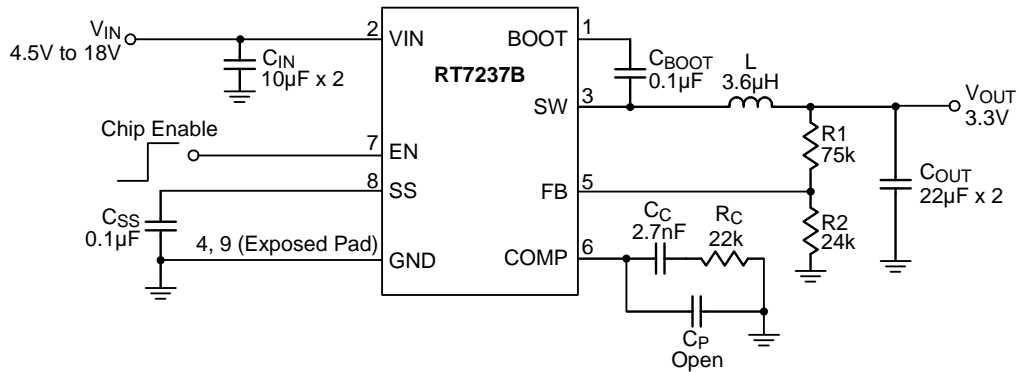 VIN
4.5V to 18V
CIN
10µF x 2
2
VIN
RT7237B
BOOT
1
CBOOT
0.1µF
L
3.6µH
SW
3
VOUT
3.3V
Chip Enable
7
EN
R1
75k
COUT
22µF x 2
8
SS
FB
5
CSS
0.1µF
R2
24k
4, 9 (Exposed Pad)
GND
COMP
6
CC
2.7nF
RC
22k
CP
Open